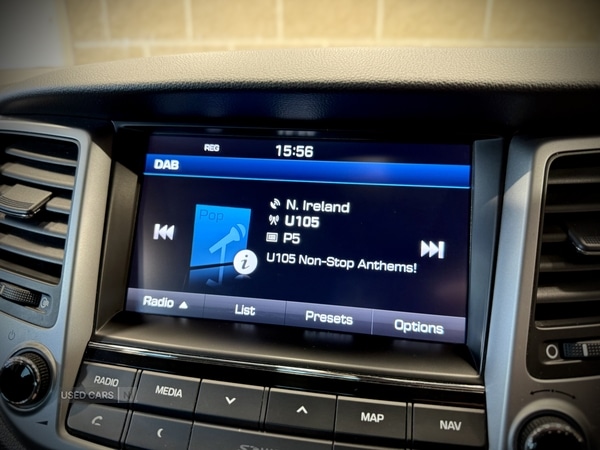 REG 15:56
DAB
Pop
N. Ireland
U105
P5
U105 Non-Stop Anthems!
i
Radio
List
Presets
Options
RADIO
MEDIA
MAP
NAV
USED CARS NI